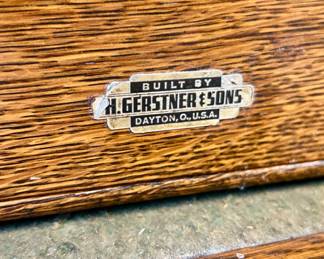 BUILT BY
H. GERSTNER & SONS
DAYTON, O., U.S.A.